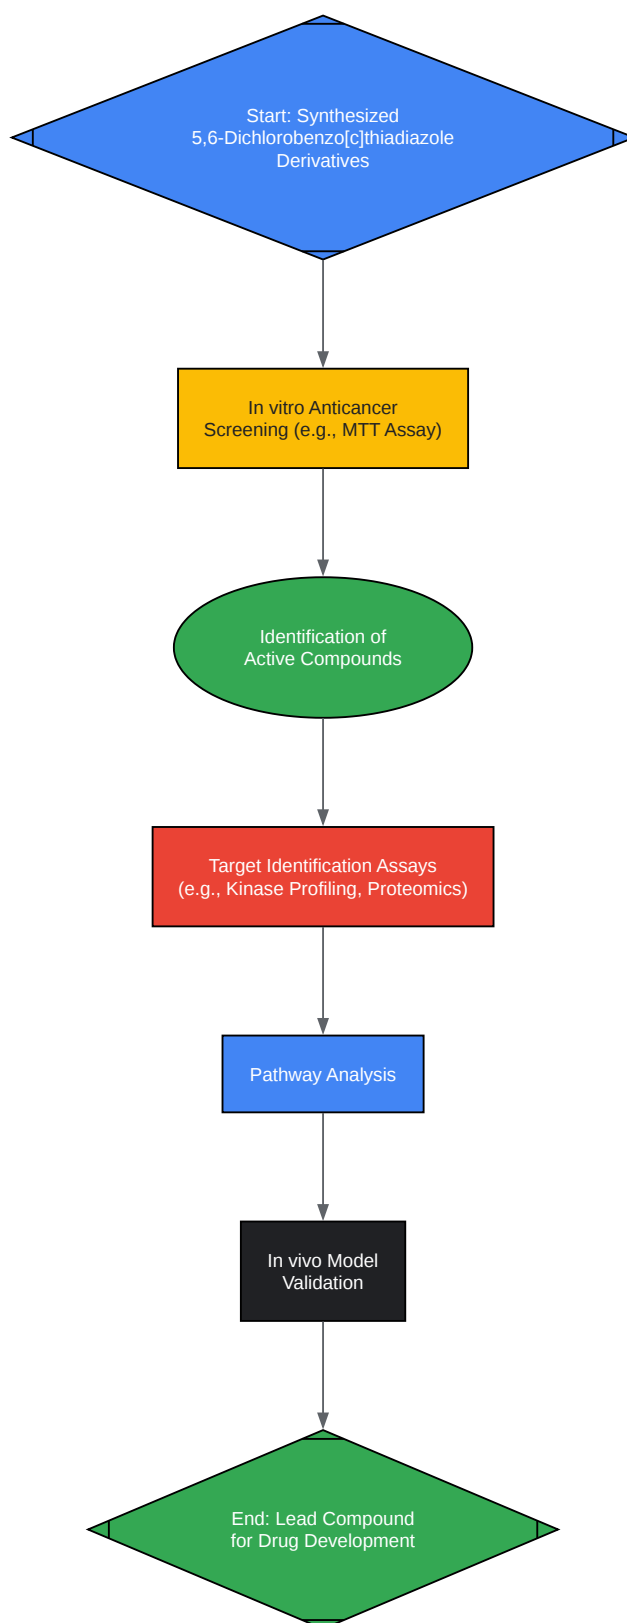 Start: Synthesized
5,6-Dichlorobenzo[c]thiadiazole
Derivatives
In vitro Anticancer
Screening (e.g., MTT Assay)
Identification of
Active Compounds
Target Identification Assays
(e.g., Kinase Profiling, Proteomics)
Pathway Analysis
In vivo Model
Validation
End: Lead Compound
for Drug Development